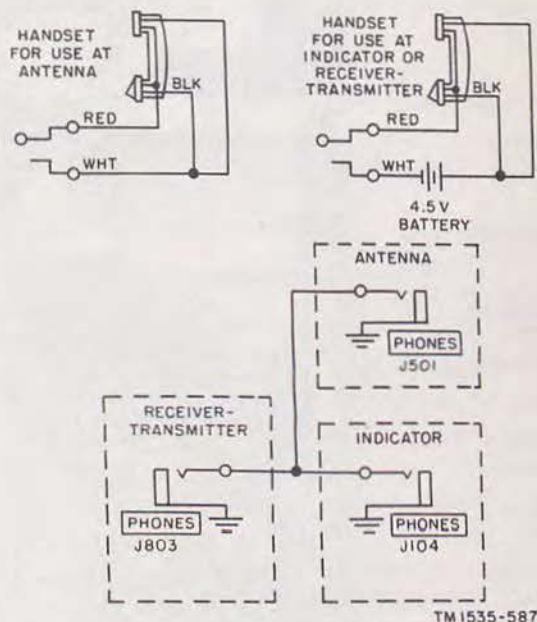 HANDSET
FOR USE AT
ANTENNA
BLK
RED
WHT
HANDSET
FOR USE AT
INDICATOR OR
RECEIVER-
TRANSMITTER
BLK
RED
WHT
4.5 V
BATTERY
ANTENNA
PHONES
J501
RECEIVER-
TRANSMITTER
PHONES
J803
INDICATOR
PHONES
J104
TM 1535-587